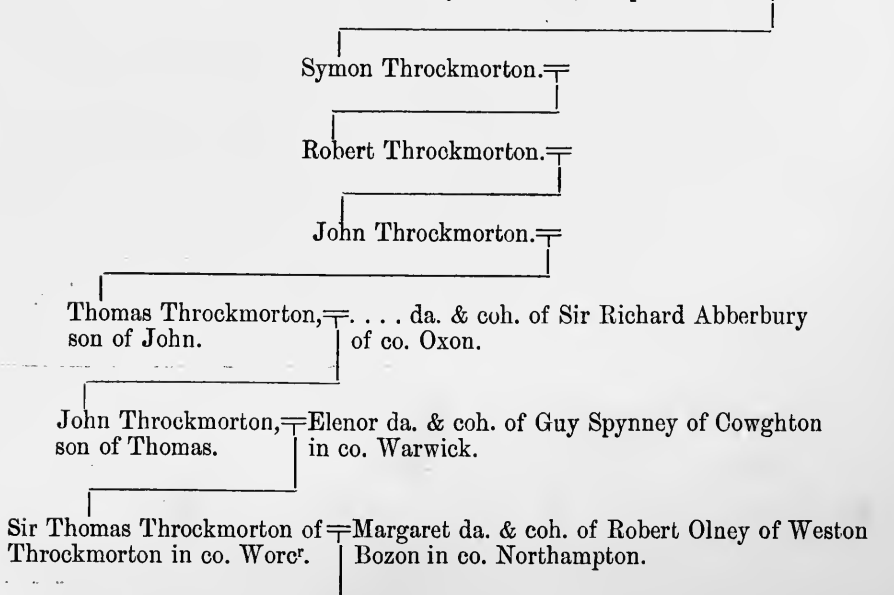 Symon Throckmorton.
Robert Throckmorton.
John Throckmorton.
Thomas Throckmorton, . . . . da. & coh. of Sir Richard Abberbury
son of John. of co. Oxon.
John Throckmorton, Elenor da. & coh. of Guy Spynney of Cowghton
son of Thomas. in co. Warwick.
Sir Thomas Throckmorton of Margaret da. & coh. of Robert Olney of Weston
Throckmorton in co. Worcʳ. Bozon in co. Northampton.